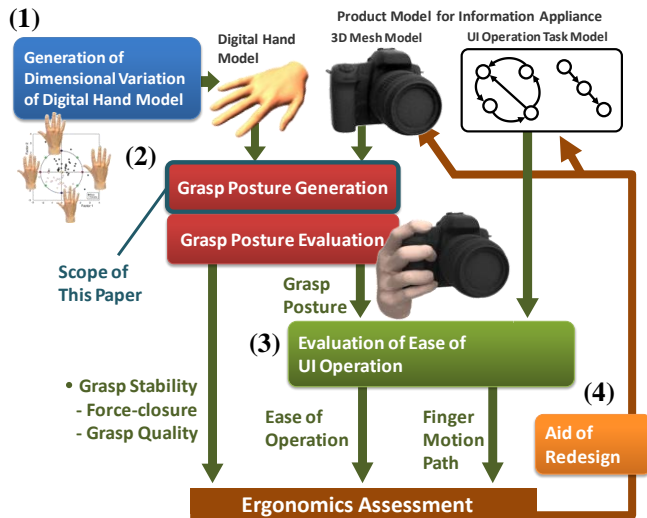 (1)
Generation of
Dimensional Variation
of Digital Hand Model
Digital Hand
Model
Product Model for Information Appliance
3D Mesh Model
UI Operation Task Model
(2)
Grasp Posture Generation
Grasp Posture Evaluation
Scope of
This Paper
Grasp
Posture
(3)
Evaluation of Ease of
UI Operation
• Grasp Stability
- Force-closure
- Grasp Quality
Ease of
Operation
Finger
Motion
Path
(4)
Aid of
Redesign
Ergonomics Assessment